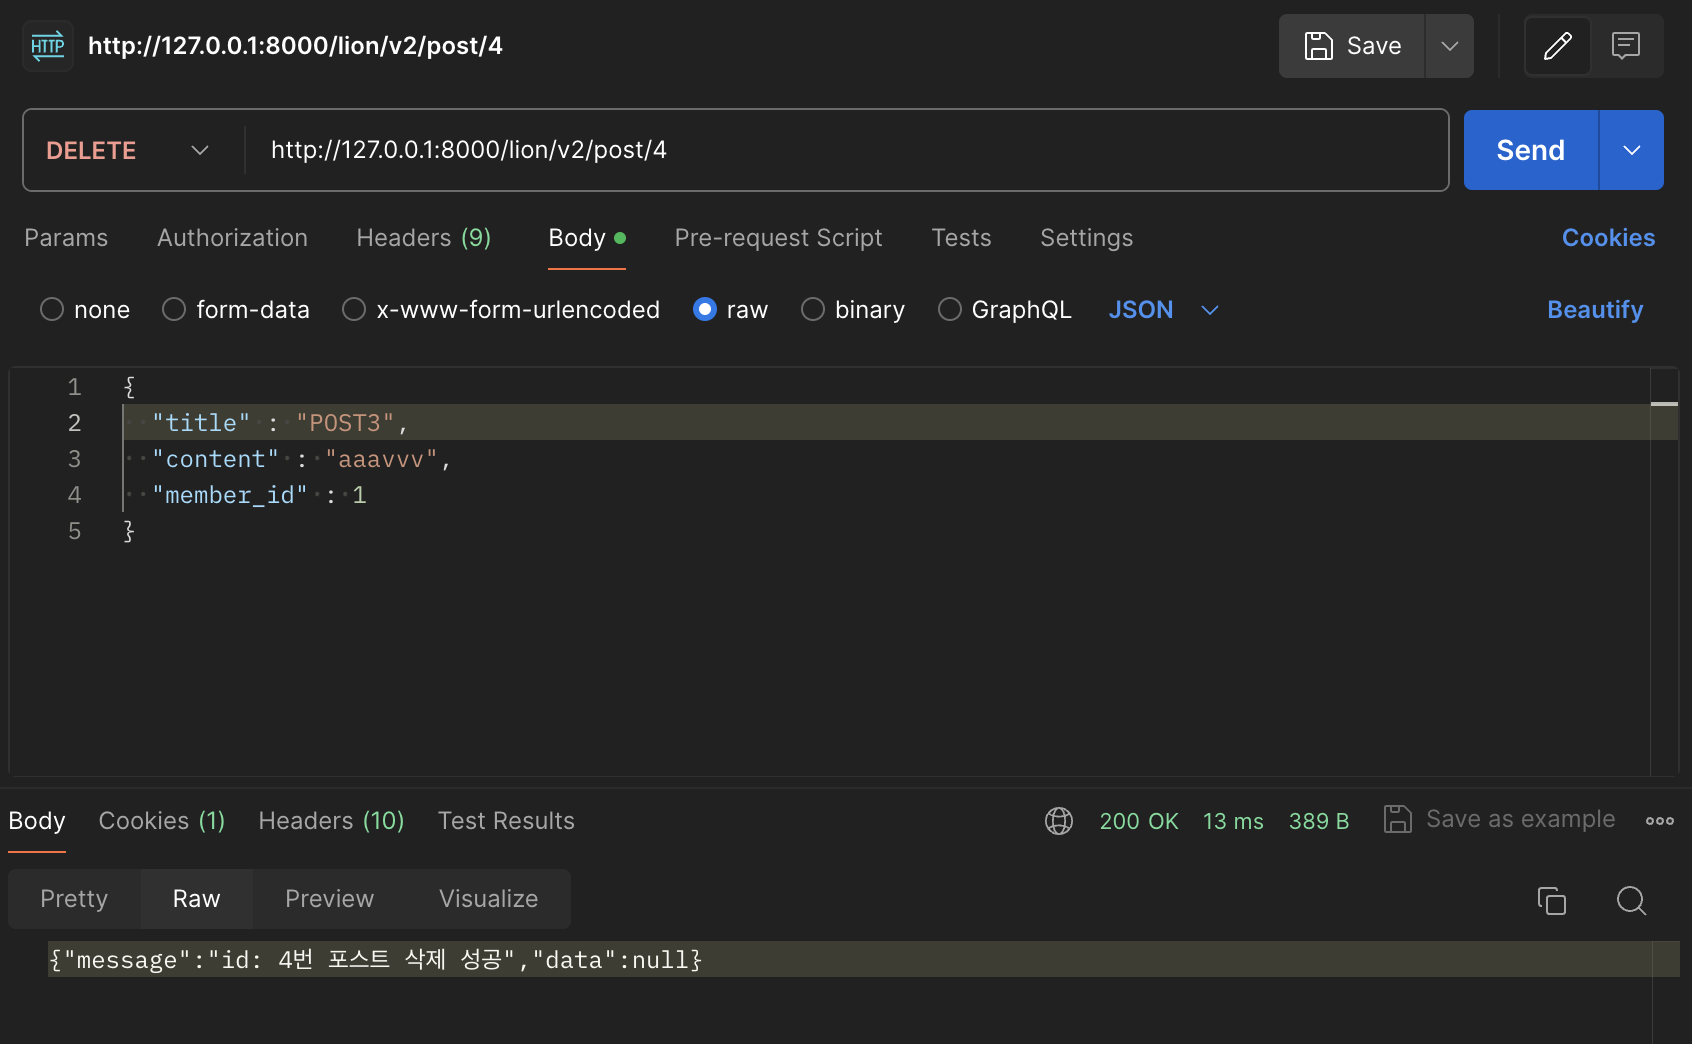 HTTP http://127.0.0.1:8000/lion/v2/post/4 Save
DELETE http://127.0.0.1:8000/lion/v2/post/4 Send
Params Authorization Headers (9) Body Pre-request Script Tests Settings Cookies
none form-data x-www-form-urlencoded raw binary GraphQL JSON Beautify
1 {
2 "title" : "POST3",
3 "content" : "aaavvv",
4 "member_id" : 1
5 }
Body Cookies (1) Headers (10) Test Results 200 OK 13 ms 389 B Save as example
Pretty Raw Preview Visualize
{"message":"id: 4번 포스트 삭제 성공","data":null}